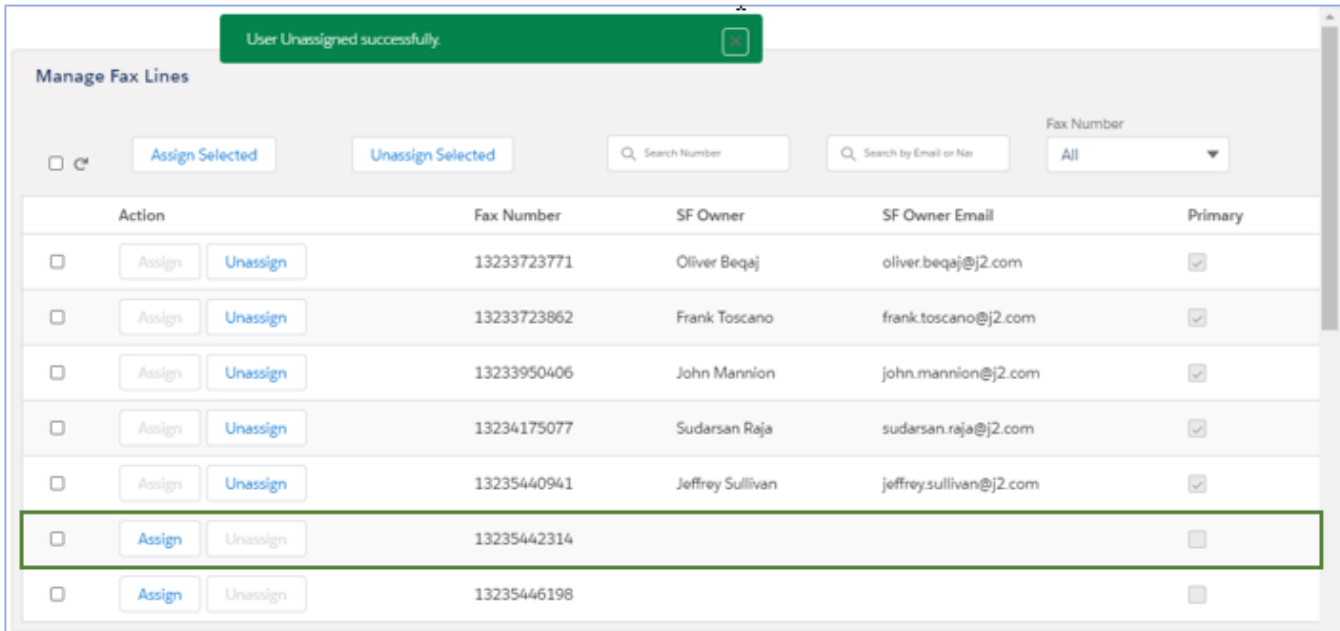 User Unassigned successfully.
Manage Fax Lines
Fax Number
Assign Selected Unassign Selected Search Number Search by Email or Nar All
Action Fax Number SF Owner SF Owner Email Primary
Assign Unassign 13233723771 Oliver Beqaj oliver.beqaj@j2.com
Assign Unassign 13233723862 Frank Toscano frank.toscano@j2.com
Assign Unassign 13233950406 John Mannion john.mannion@j2.com
Assign Unassign 13234175077 Sudarsan Raja sudarsan.raja@j2.com
Assign Unassign 13235440941 Jeffrey Sullivan jeffrey.sullivan@j2.com
Assign Unassign 13235442314
Assign Unassign 13235446198